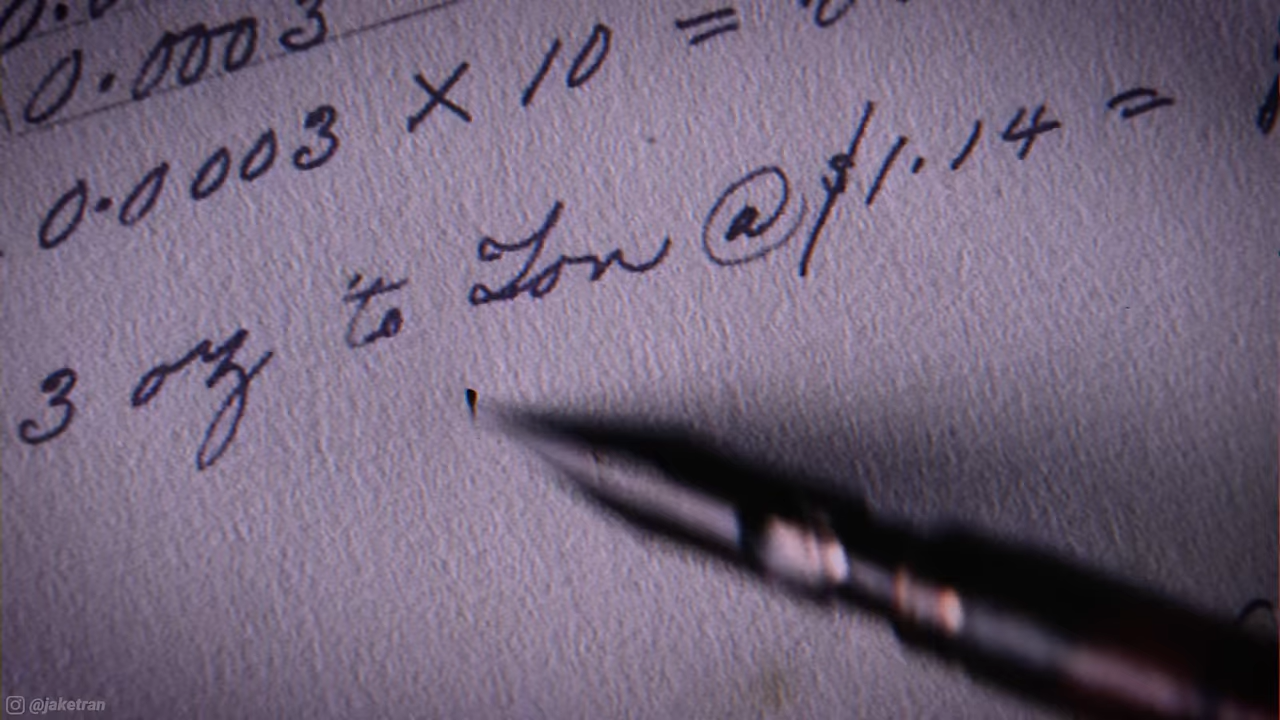 0.0003
0.0003 × 10 =
3 oz to Ton @ $1.14 =
@jaketran